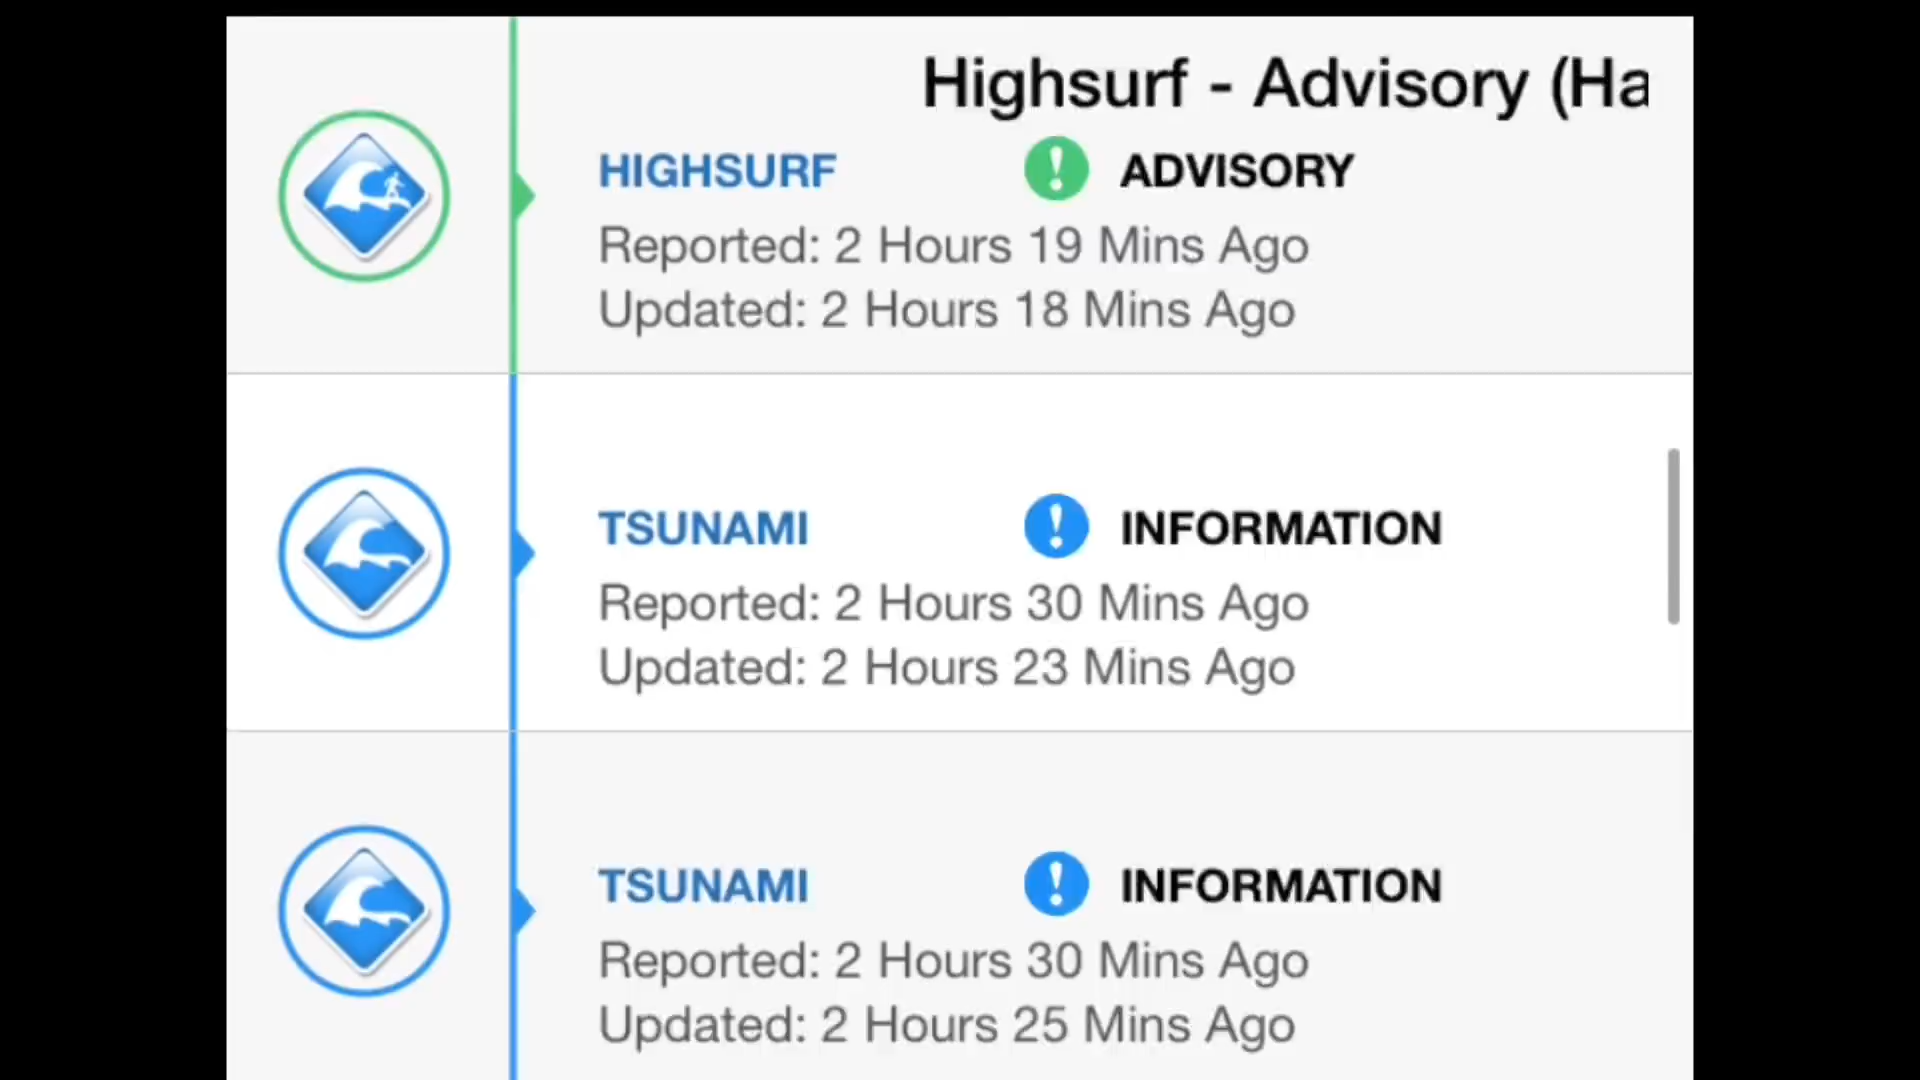 Highsurf - Advisory (Ha
HIGHSURF ! ADVISORY
Reported: 2 Hours 19 Mins Ago
Updated: 2 Hours 18 Mins Ago
TSUNAMI ! INFORMATION
Reported: 2 Hours 30 Mins Ago
Updated: 2 Hours 23 Mins Ago
TSUNAMI ! INFORMATION
Reported: 2 Hours 30 Mins Ago
Updated: 2 Hours 25 Mins Ago